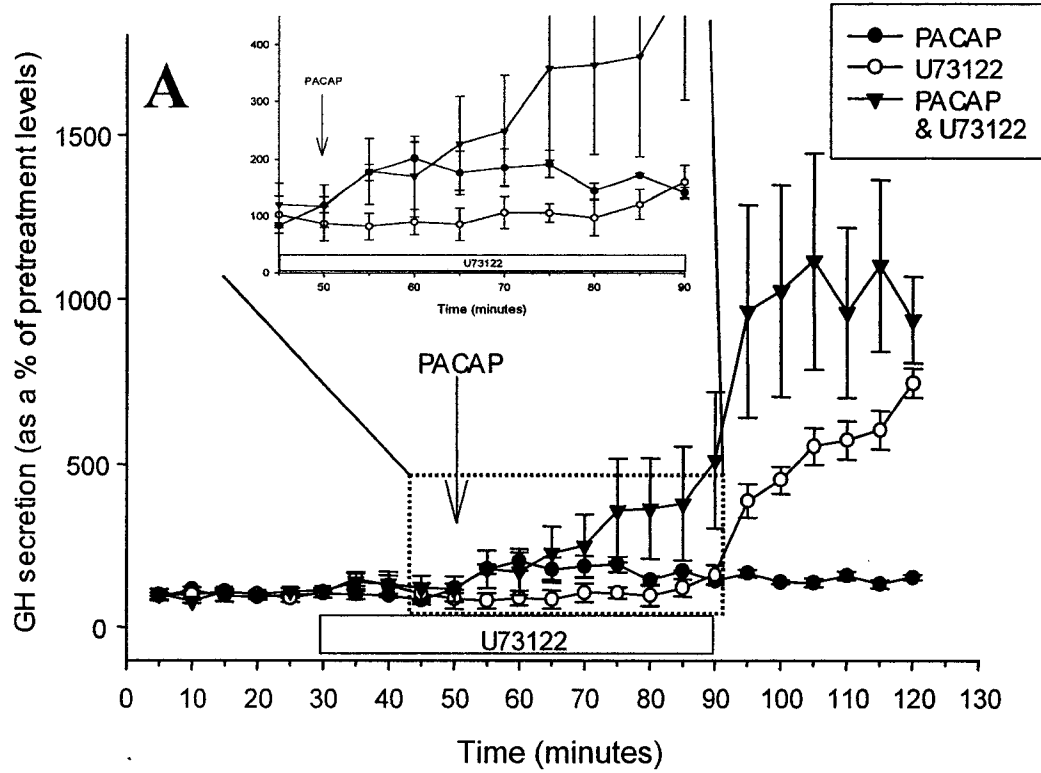 A
PACAP
U73122
PACAP
& U73122
400
300
200
100
0
PACAP
U73122
50
60
70
80
90
Time (minutes)
GH secretion (as a % of pretreatment levels)
1500
1000
500
0
PACAP
U73122
0
10
20
30
40
50
60
70
80
90
100
110
120
130
Time (minutes)